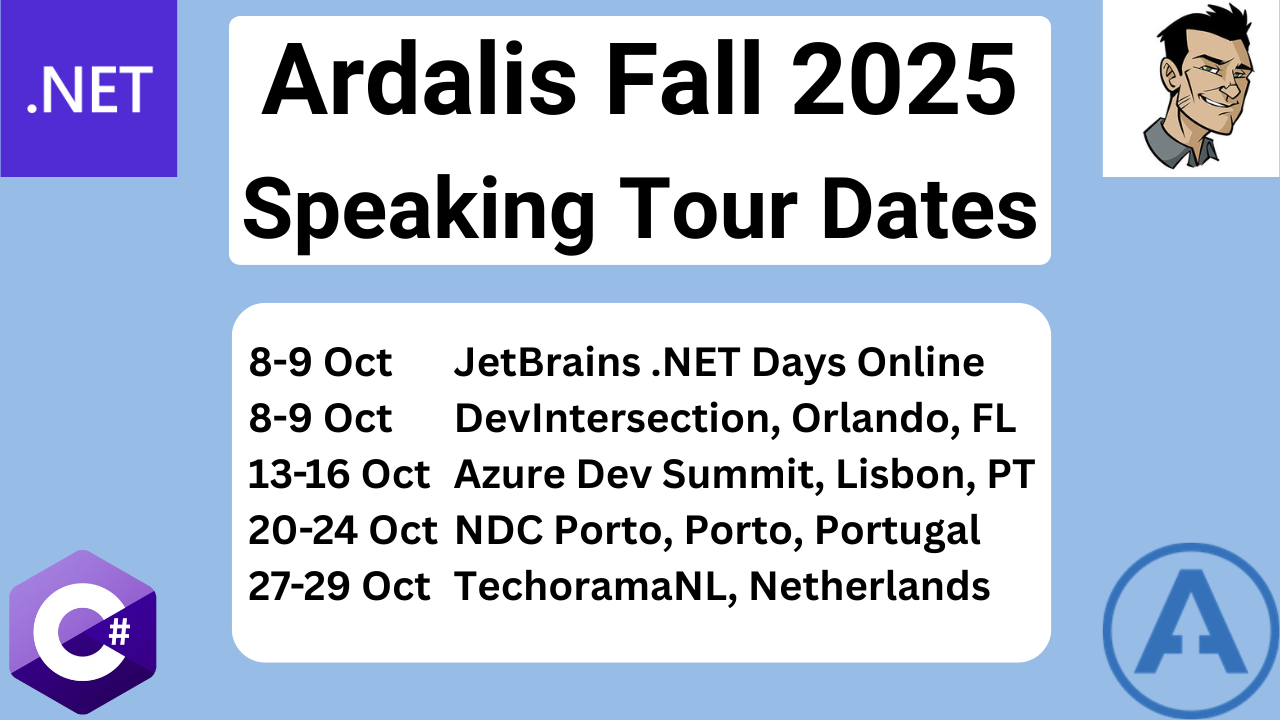 .NET
Ardalis Fall 2025
Speaking Tour Dates
8-9 Oct JetBrains .NET Days Online
8-9 Oct DevIntersection, Orlando, FL
13-16 Oct Azure Dev Summit, Lisbon, PT
20-24 Oct NDC Porto, Porto, Portugal
27-29 Oct TechoramaNL, Netherlands
C#
A